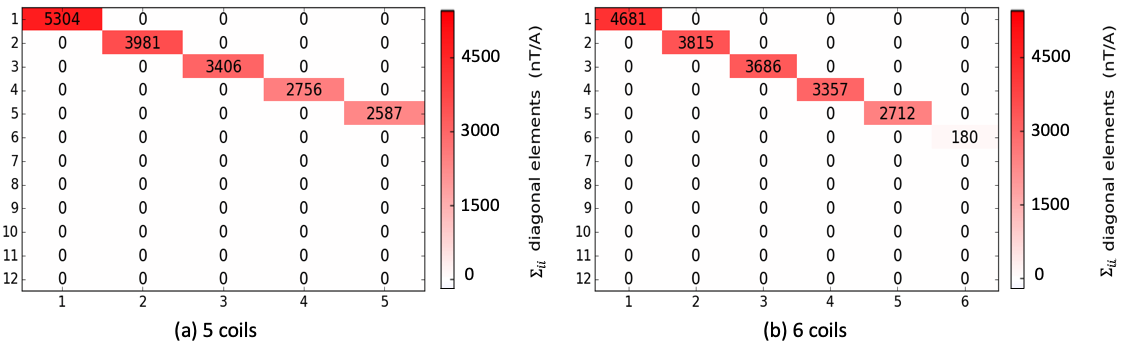 1 5304 0 0 0 0
2 0 3981 0 0 0
3 0 0 3406 0 0
4 0 0 0 2756 0
5 0 0 0 0 2587
6 0 0 0 0 0
7 0 0 0 0 0
8 0 0 0 0 0
9 0 0 0 0 0
10 0 0 0 0 0
11 0 0 0 0 0
12 0 0 0 0 0
1 2 3 4 5
4500
3000
1500
0
Σii diagonal elements (nT/A)
(a) 5 coils
1 4681 0 0 0 0 0
2 0 3815 0 0 0 0
3 0 0 3686 0 0 0
4 0 0 0 3357 0 0
5 0 0 0 0 2712 0
6 0 0 0 0 0 180
7 0 0 0 0 0 0
8 0 0 0 0 0 0
9 0 0 0 0 0 0
10 0 0 0 0 0 0
11 0 0 0 0 0 0
12 0 0 0 0 0 0
1 2 3 4 5 6
4500
3000
1500
0
Σii diagonal elements (nT/A)
(b) 6 coils